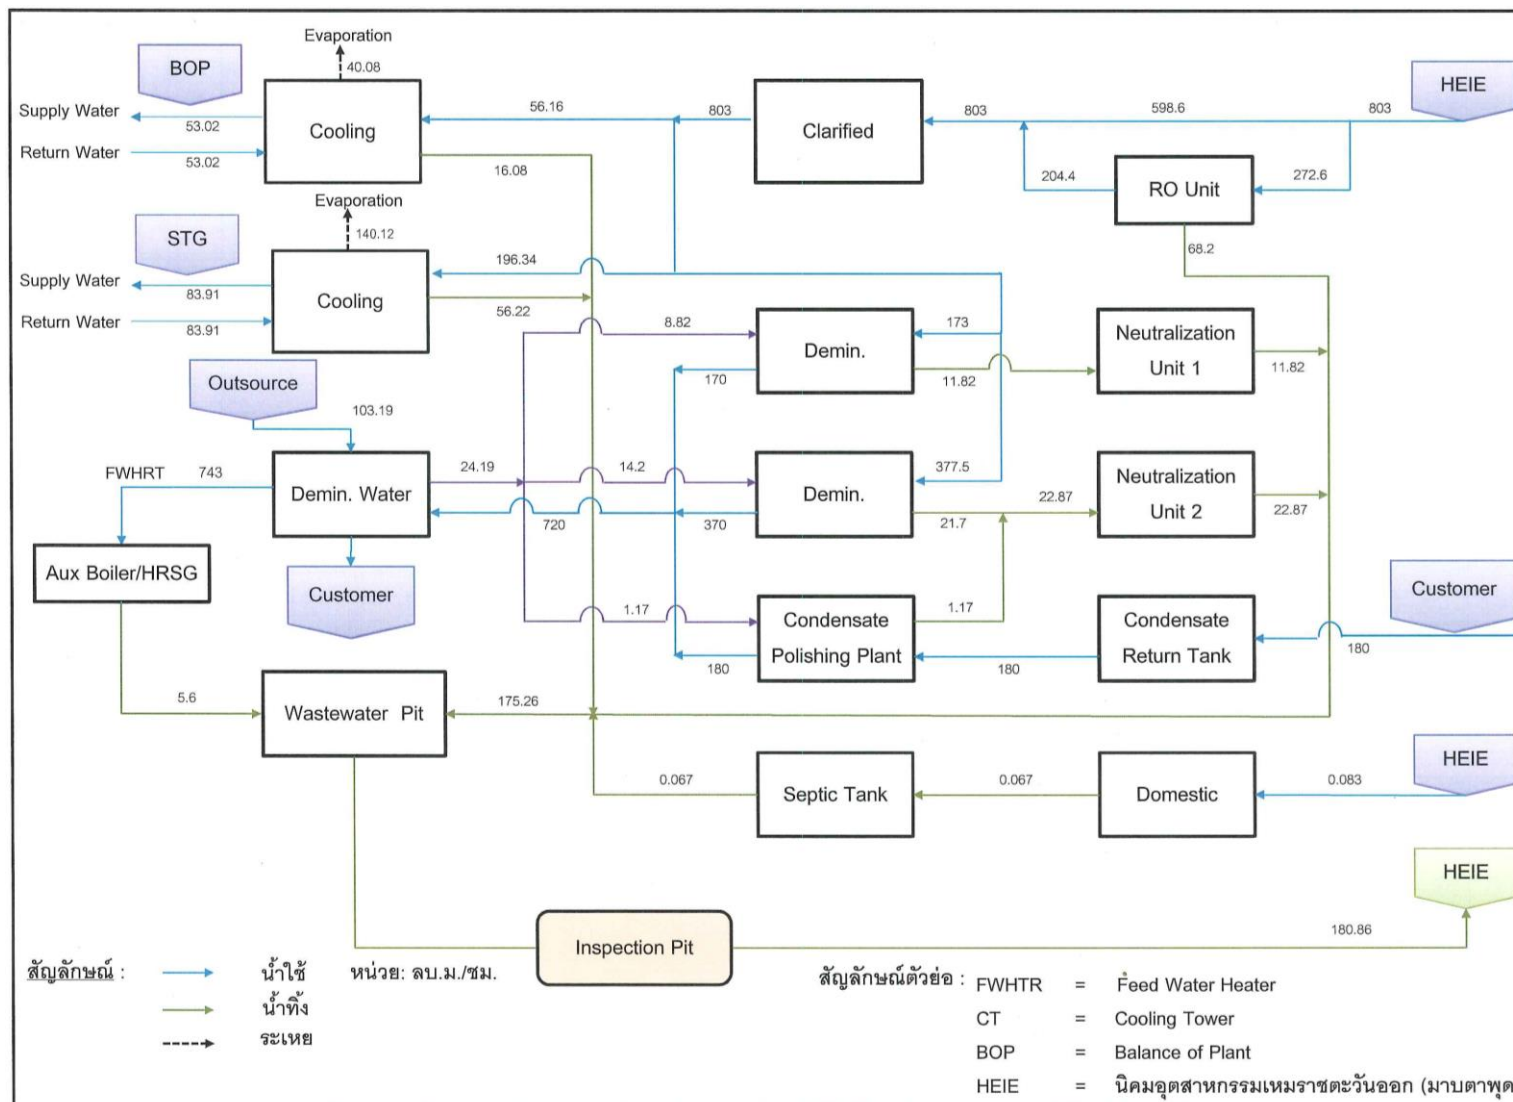 Evaporation
BOP
40.08
HEIE
Supply Water
53.02
Cooling
56.16
803
Clarified
803
598.6
803
Return Water
53.02
16.08
204.4
RO Unit
272.6
Evaporation
STG
140.12
68.2
196.34
Supply Water
83.91
Cooling
Return Water
83.91
56.22
8.82
173
Demin.
Neutralization
Unit 1
11.82
170
11.82
Outsource
103.19
FWHRT
743
24.19
14.2
377.5
Demin. Water
Demin.
Neutralization
Unit 2
22.87
22.87
720
370
21.7
Aux Boiler/HRSG
Customer
Customer
1.17
1.17
Condensate
Polishing Plant
Condensate
Return Tank
180
180
180
5.6
Wastewater Pit
175.26
HEIE
0.067
Septic Tank
0.067
Domestic
0.083
HEIE
Inspection Pit
180.86
สัญลักษณ์ :
น้ำใช้
หน่วย: ลบ.ม./ชม.
น้ำทิ้ง
ระเหย
สัญลักษณ์ตัวย่อ :
FWHTR = Feed Water Heater
CT = Cooling Tower
BOP = Balance of Plant
HEIE = นิคมอุตสาหกรรมเหมราชตะวันออก (มาบตาพุด